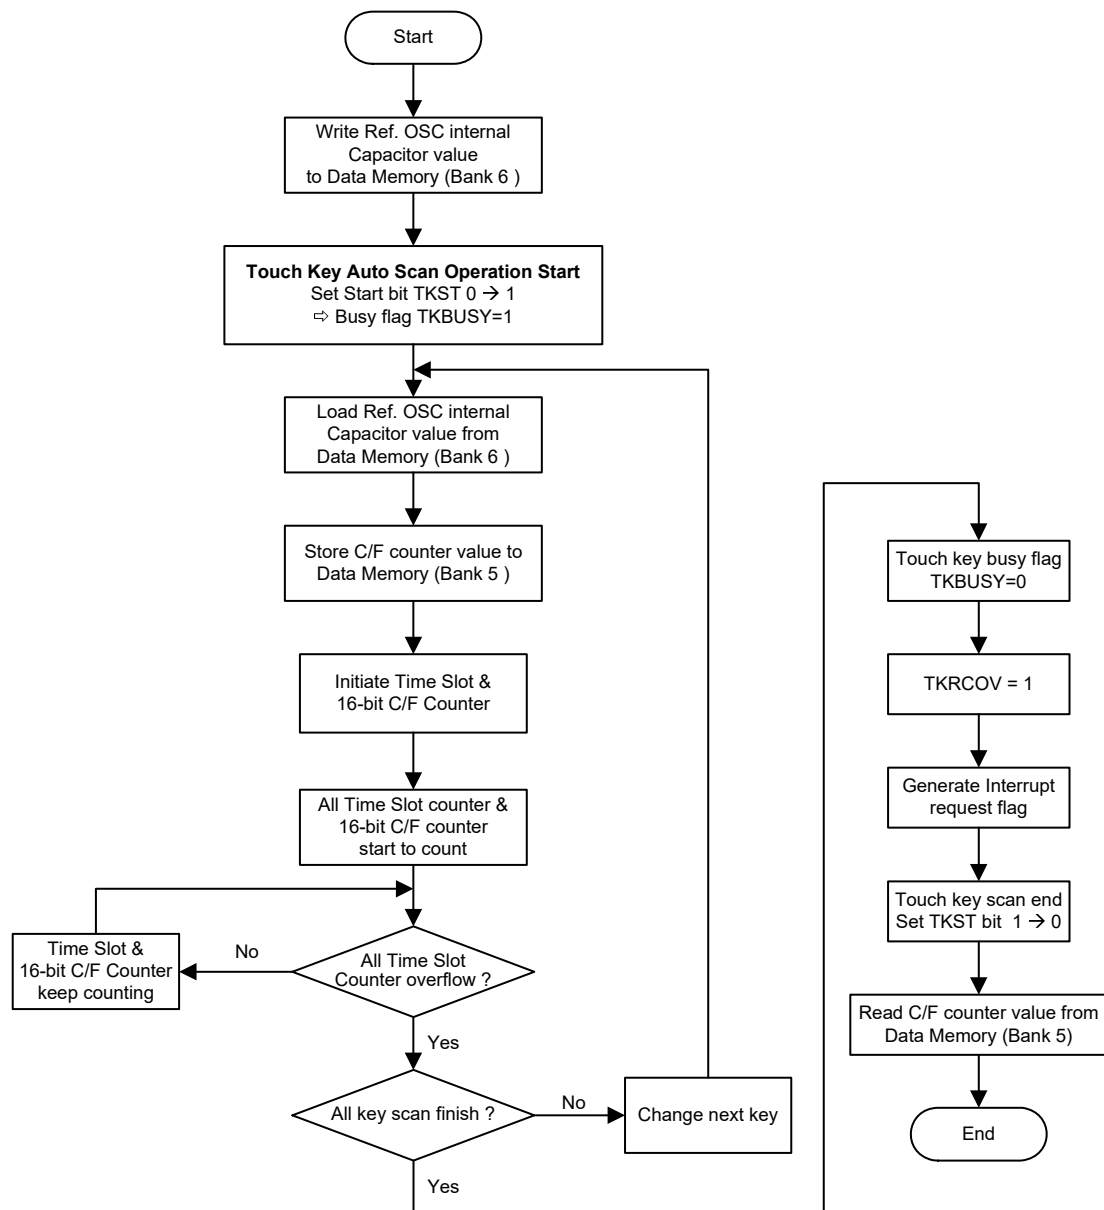 Start
Write Ref. OSC internal
Capacitor value
to Data Memory (Bank 6 )
Touch Key Auto Scan Operation Start
Set Start bit TKST 0 → 1
⇨ Busy flag TKBUSY=1
Load Ref. OSC internal
Capacitor value from
Data Memory (Bank 6 )
Store C/F counter value to
Data Memory (Bank 5 )
Initiate Time Slot &
16-bit C/F Counter
All Time Slot counter &
16-bit C/F counter
start to count
All Time Slot
Counter overflow ?
No
Time Slot &
16-bit C/F Counter
keep counting
Yes
All key scan finish ?
No
Change next key
Yes
Touch key busy flag
TKBUSY=0
TKRCOV = 1
Generate Interrupt
request flag
Touch key scan end
Set TKST bit 1 → 0
Read C/F counter value from
Data Memory (Bank 5)
End